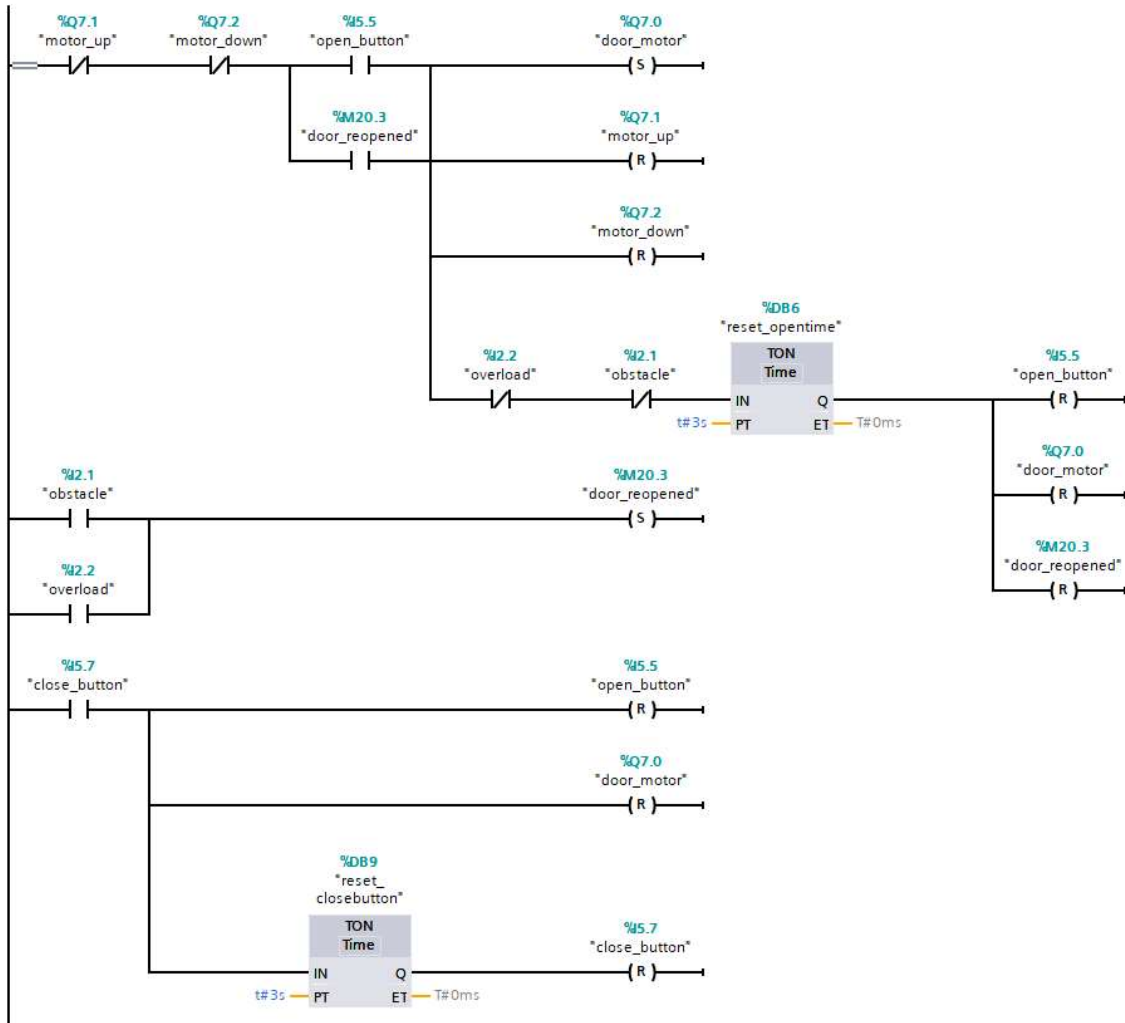 %Q7.1 %Q7.2 %I5.5 %Q7.0
"motor_up" "motor_down" "open_button" "door_motor"
S
%M20.3 %Q7.1
"door_reopened" "motor_up"
R
%Q7.2
"motor_down"
R
%DB6
"reset_opentime"
%I2.2 %I2.1 TON %I5.5
"overload" "obstacle" Time "open_button"
IN Q R
t#3s PT ET T#0ms
%Q7.0
"door_motor"
%I2.1 %M20.3
"obstacle" "door_reopened" R
S
%M20.3
"door_reopened"
%I2.2 R
"overload"
%I5.7 %I5.5
"close_button" "open_button"
R
%Q7.0
"door_motor"
R
%DB9
"reset_
closebutton"
TON %I5.7
Time "close_button"
IN Q R
t#3s PT ET T#0ms